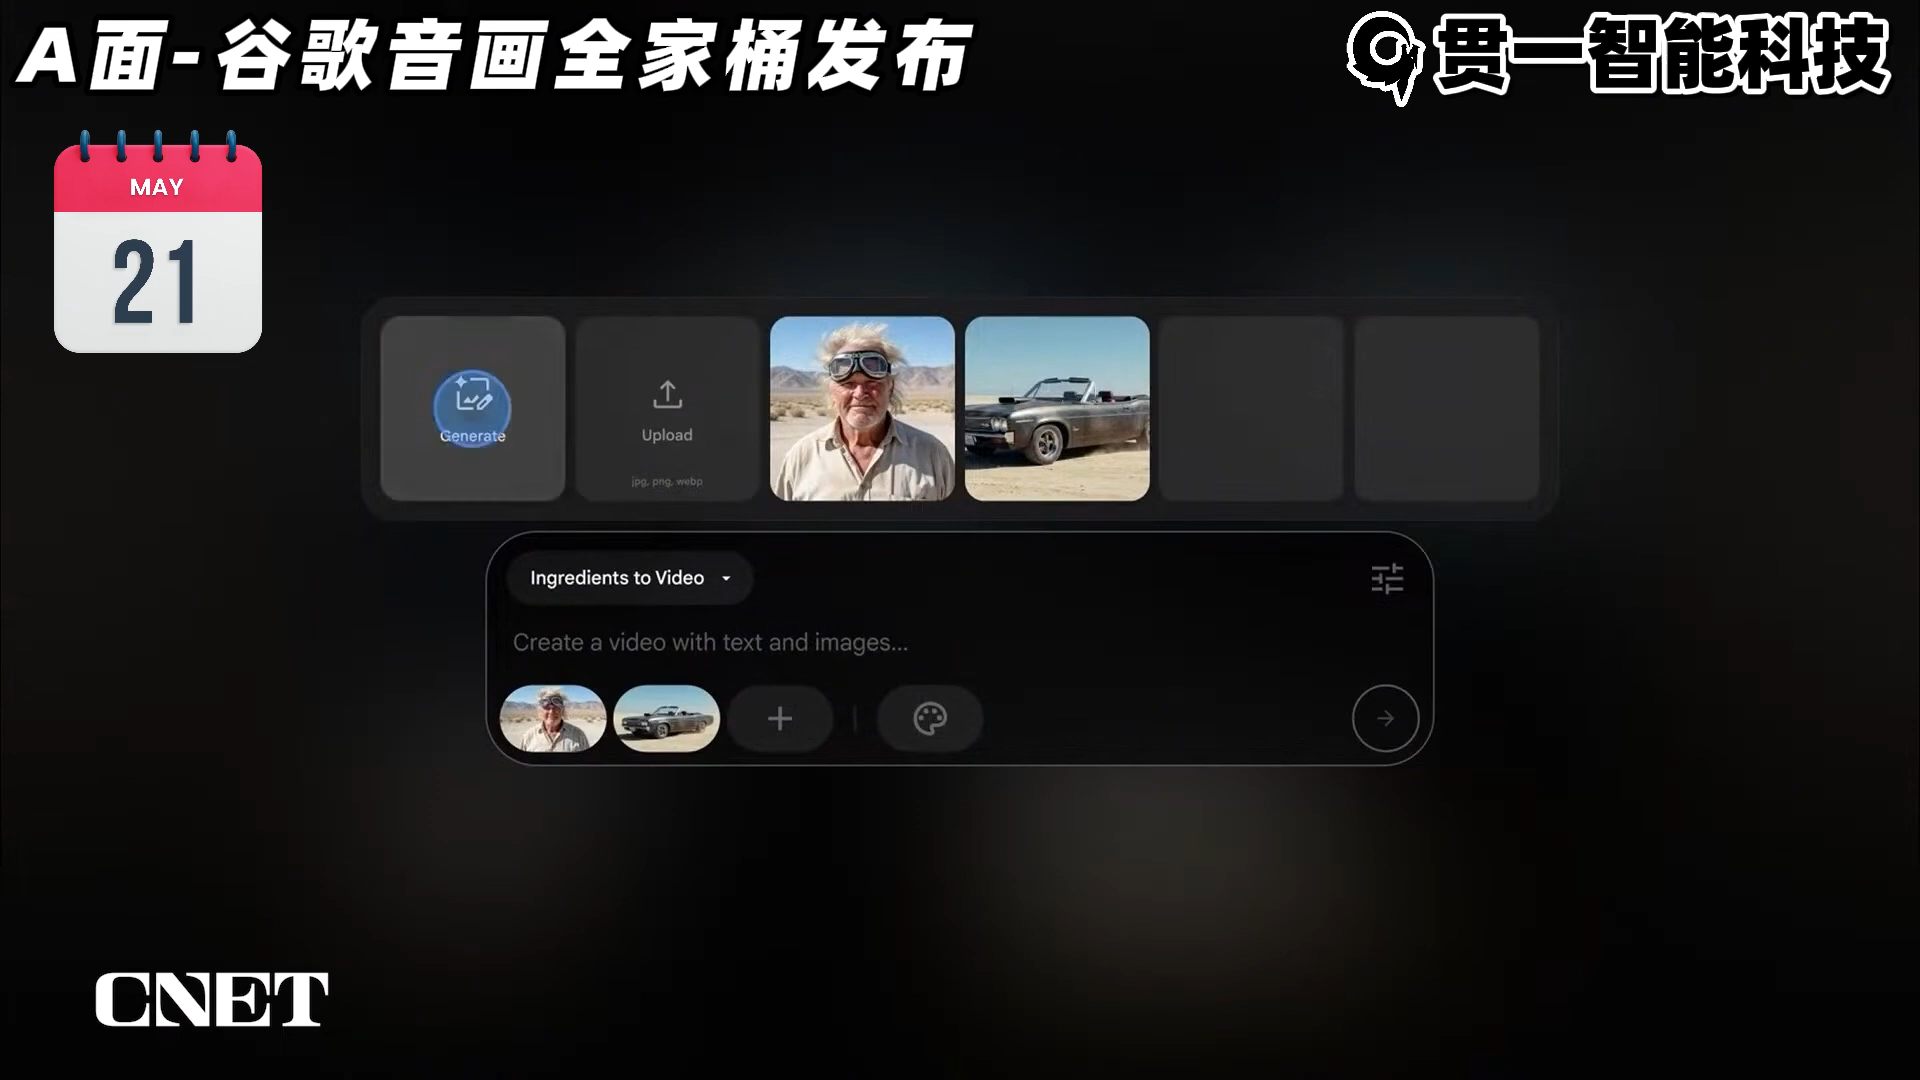 A面-谷歌音画全家桶发布
贯一智能科技
MAY
21
Generate
Upload
jpg, png, webp
Ingredients to Video
Create a video with text and images...
CNET